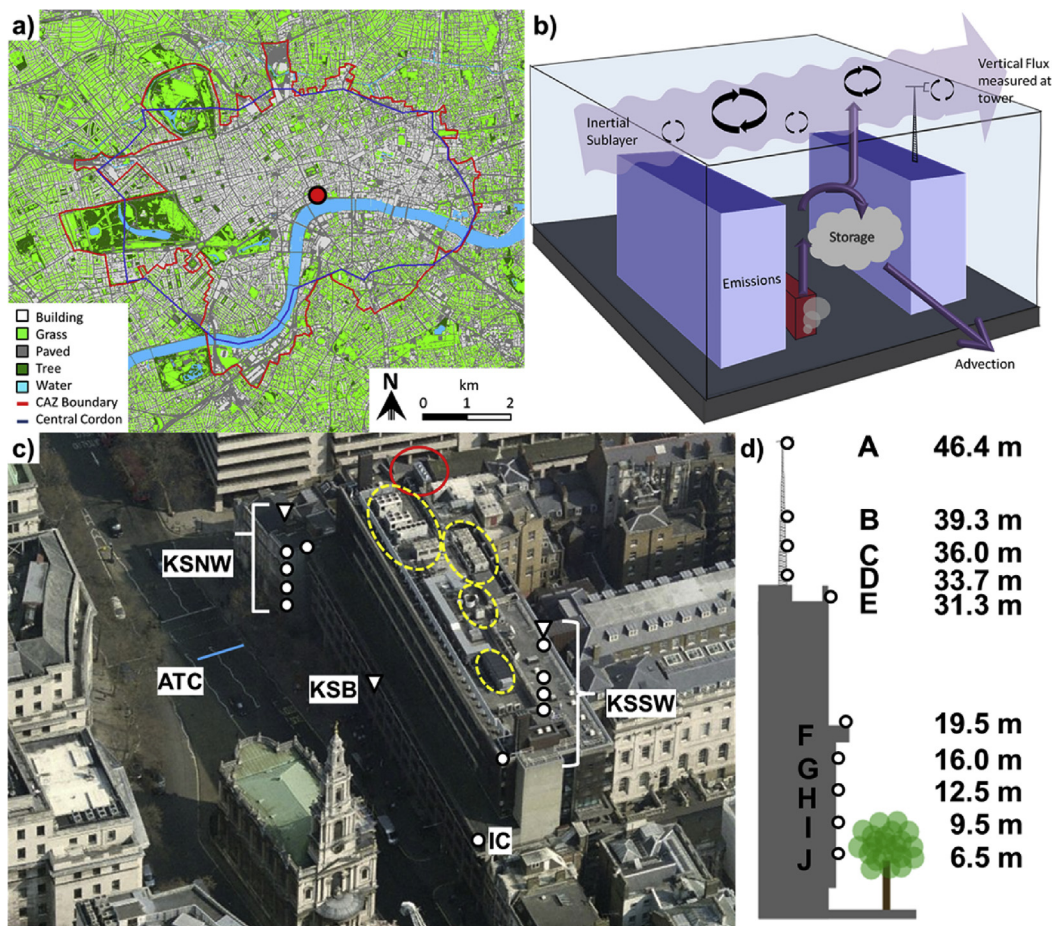 a)
Building
Grass
Paved
Tree
Water
CAZ Boundary
Central Cordon
N
km
0 1 2
b)
Vertical Flux
measured at
tower
Inertial
Sublayer
Storage
Emissions
Advection
c)
KSNW
ATC
KSB
KSSW
IC
d)
A 46.4 m
B 39.3 m
C 36.0 m
D 33.7 m
E 31.3 m
F 19.5 m
G 16.0 m
H 12.5 m
I 9.5 m
J 6.5 m